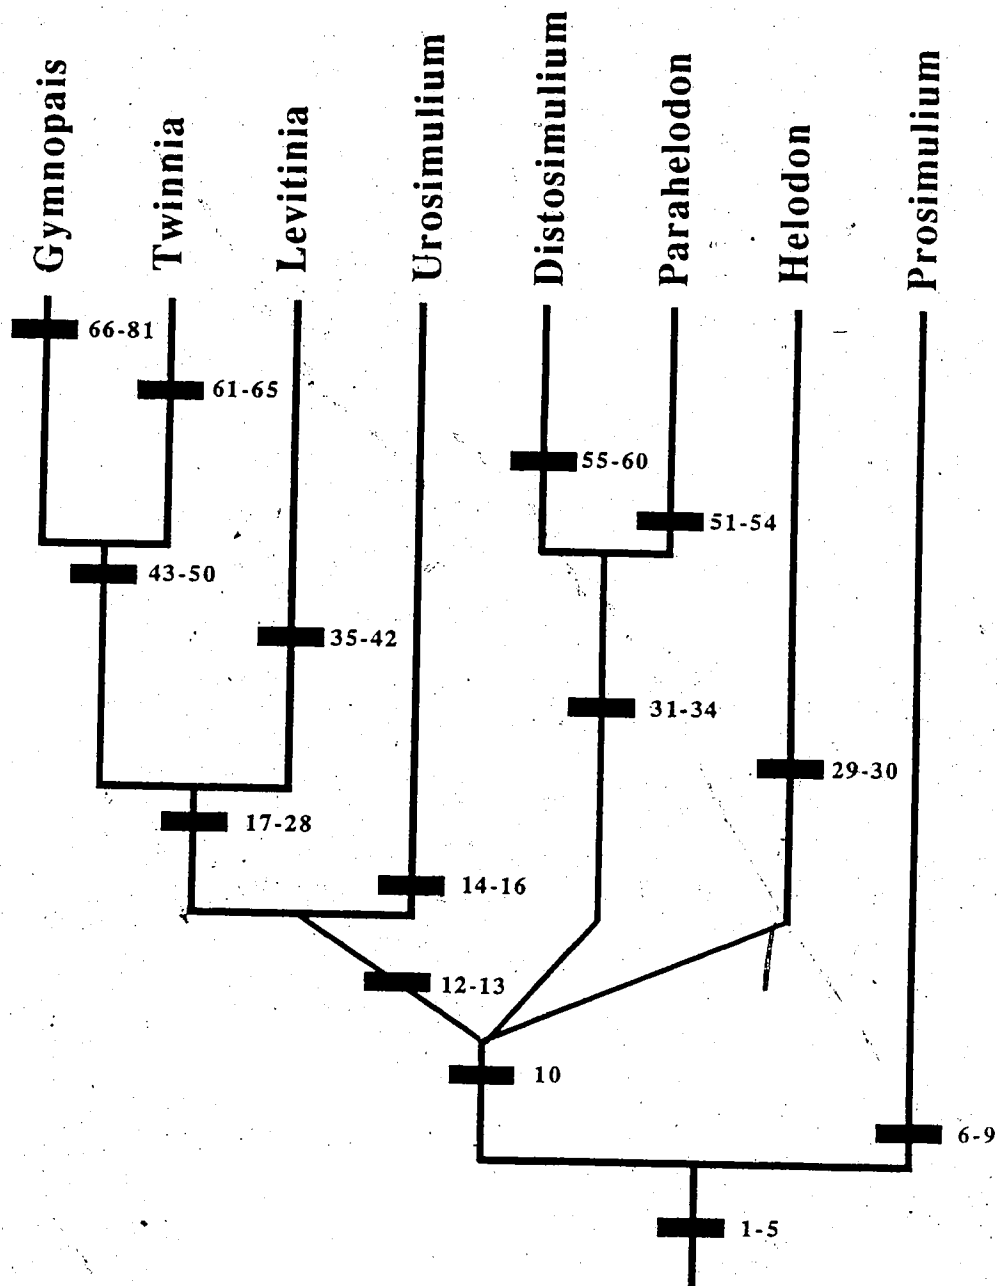 Gymnopais
Twinnia
Levitinia
Urosimulium
Distosimulium
Parahelodon
Helodon
Prosimulium
66-81
61-65
55-60
51-54
43-50
35-42
31-34
29-30
17-28
14-16
12-13
10
6-9
1-5